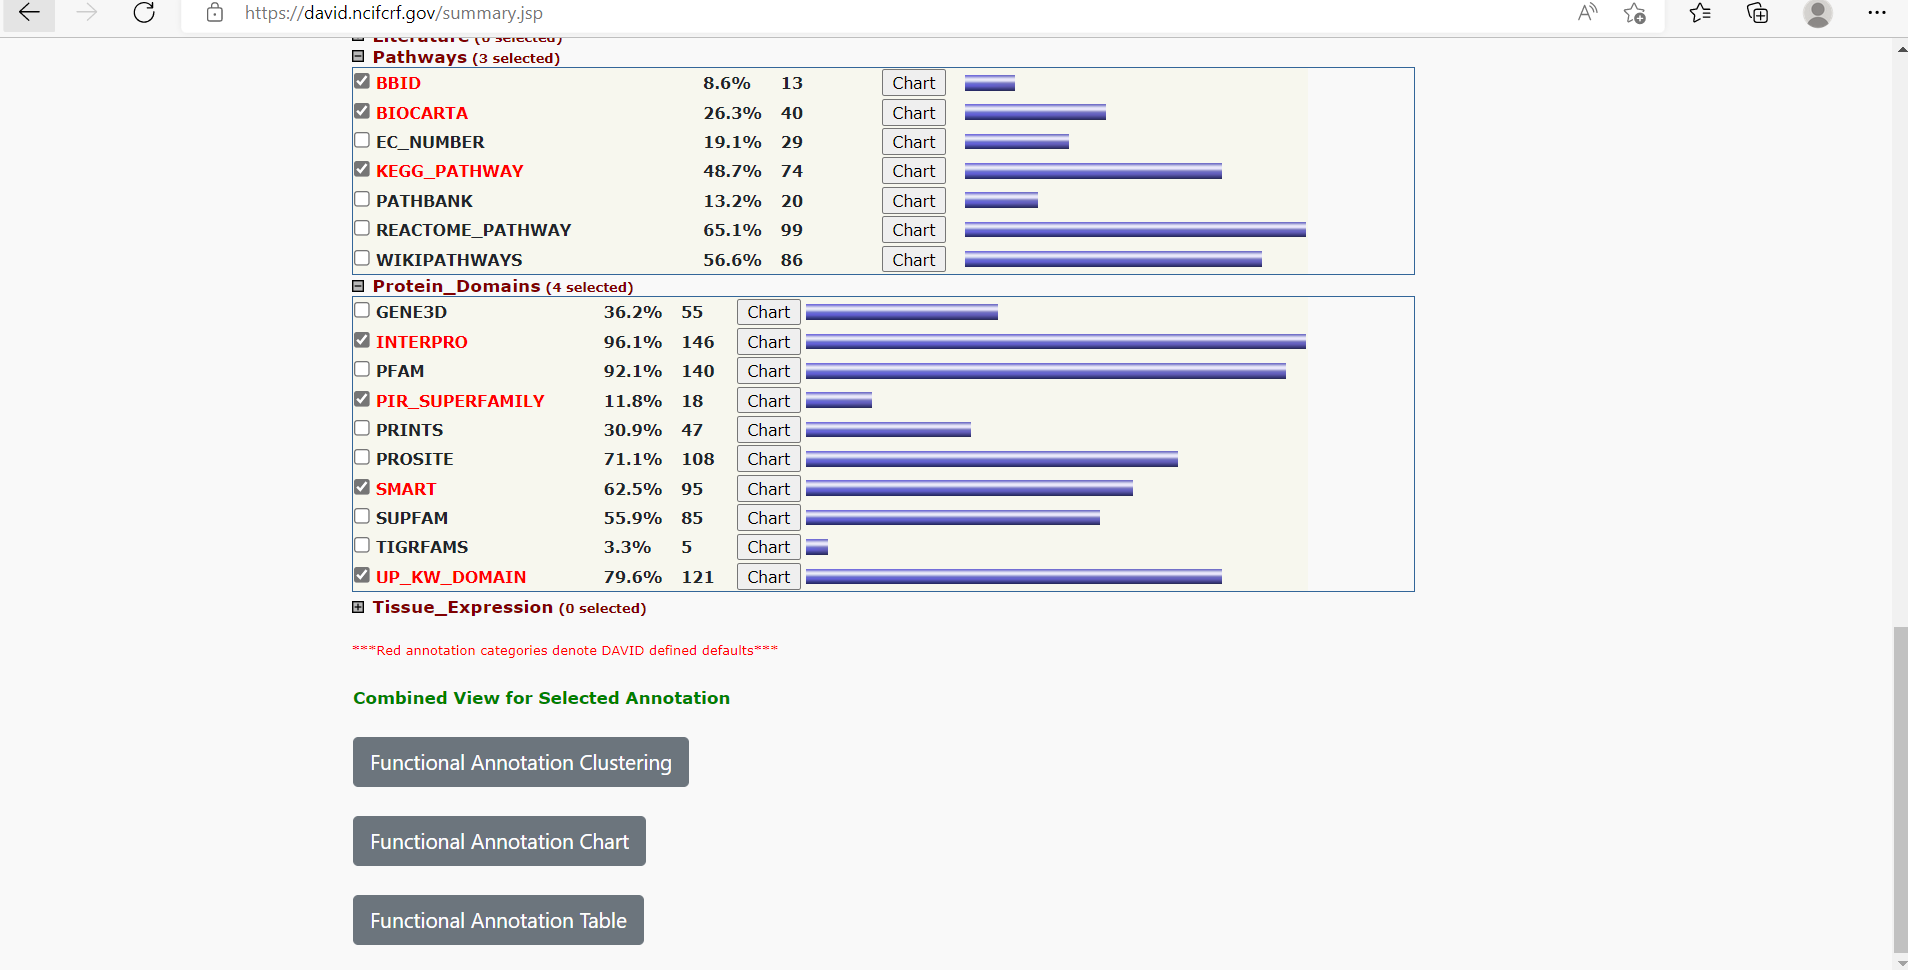 https://david.ncifcrf.gov/summary.jsp
Literature (0 selected)
Pathways (3 selected)
BBID 8.6% 13 Chart
BIOCARTA 26.3% 40 Chart
EC_NUMBER 19.1% 29 Chart
KEGG_PATHWAY 48.7% 74 Chart
PATHBANK 13.2% 20 Chart
REACTOME_PATHWAY 65.1% 99 Chart
WIKIPATHWAYS 56.6% 86 Chart
Protein_Domains (4 selected)
GENE3D 36.2% 55 Chart
INTERPRO 96.1% 146 Chart
PFAM 92.1% 140 Chart
PIR_SUPERFAMILY 11.8% 18 Chart
PRINTS 30.9% 47 Chart
PROSITE 71.1% 108 Chart
SMART 62.5% 95 Chart
SUPFAM 55.9% 85 Chart
TIGRFAMS 3.3% 5 Chart
UP_KW_DOMAIN 79.6% 121 Chart
Tissue_Expression (0 selected)
***Red annotation categories denote DAVID defined defaults***
Combined View for Selected Annotation
Functional Annotation Clustering
Functional Annotation Chart
Functional Annotation Table